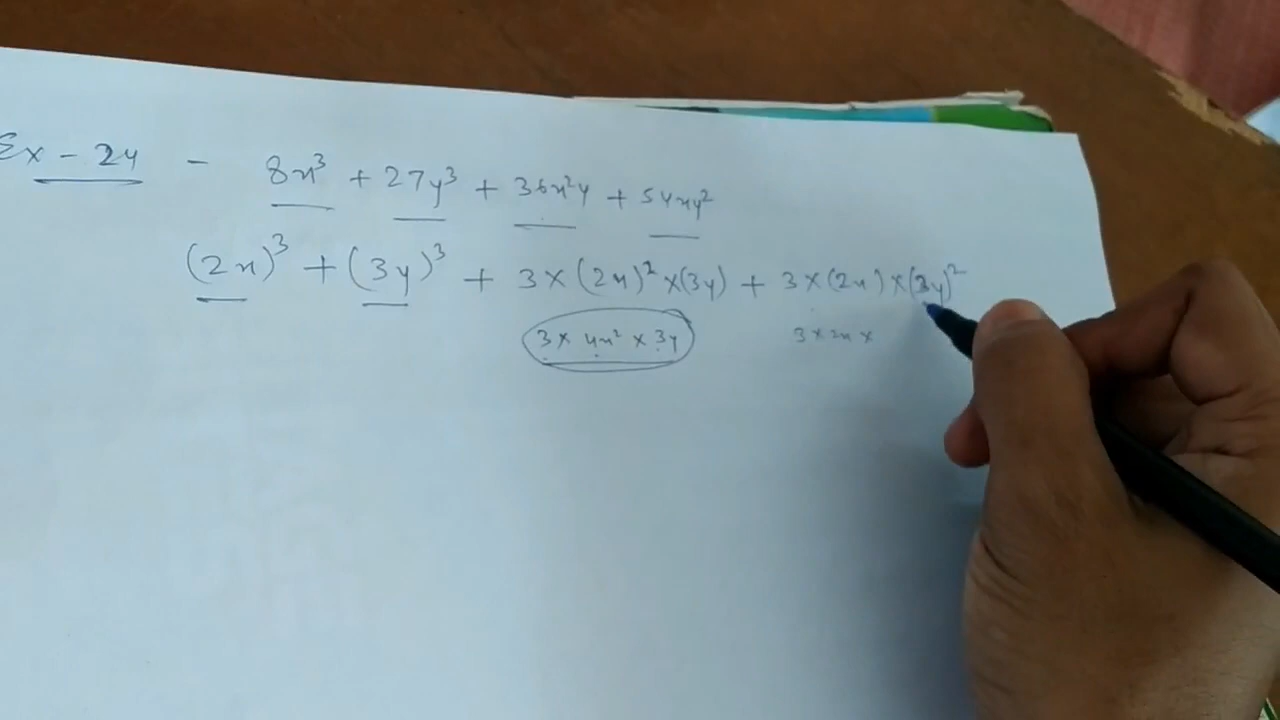 Ex - 24 - 8x³ + 27y³ + 36x²y + 54xy²
(2x)³ + (3y)³ + 3×(2x)²×(3y) + 3×(2x)×(3y)²
3× 4x² × 3y 3×2x×